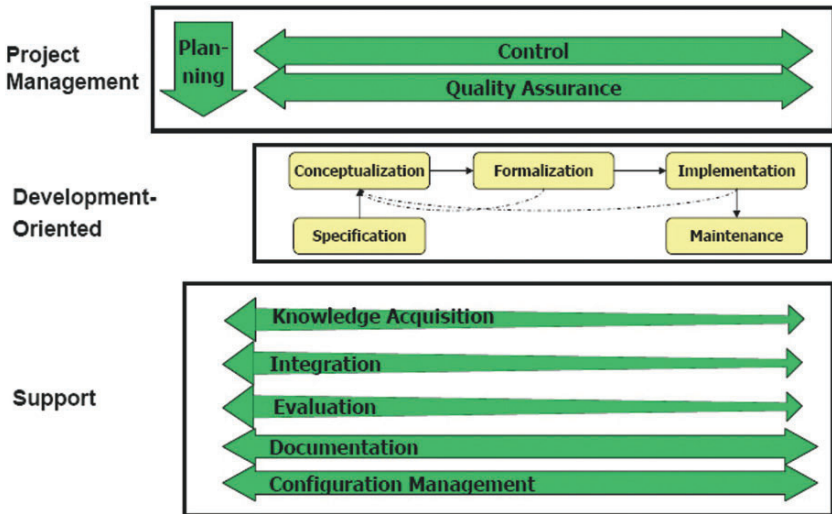 Project
Management
Plan-
ning
Control
Quality Assurance
Development-
Oriented
Conceptualization
Formalization
Implementation
Specification
Maintenance
Support
Knowledge Acquisition
Integration
Evaluation
Documentation
Configuration Management